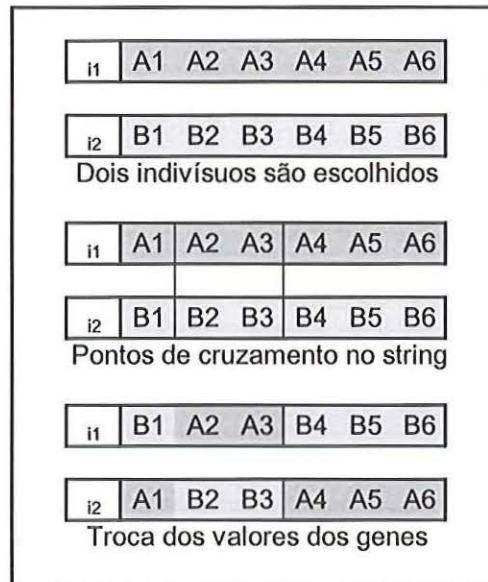 i1 A1 A2 A3 A4 A5 A6
i2 B1 B2 B3 B4 B5 B6
Dois indivísuos são escolhidos
i1 A1 A2 A3 A4 A5 A6
i2 B1 B2 B3 B4 B5 B6
Pontos de cruzamento no string
i1 B1 A2 A3 B4 B5 B6
i2 A1 B2 B3 A4 A5 A6
Troca dos valores dos genes